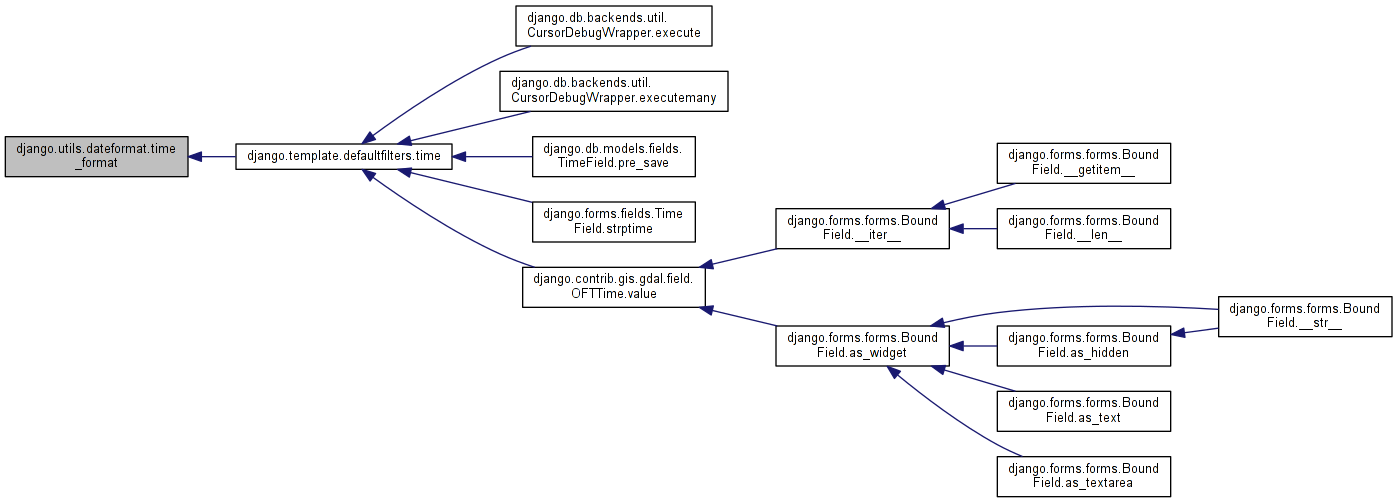 django.db.backends.util.
CursorDebugWrapper.execute
django.db.backends.util.
CursorDebugWrapper.executemany
django.utils.dateformat.time
_format
django.template.defaultfilters.time
django.db.models.fields.
TimeField.pre_save
django.forms.forms.Bound
Field.__getitem__
django.forms.fields.Time
Field.strptime
django.forms.forms.Bound
Field.__iter__
django.forms.forms.Bound
Field.__len__
django.contrib.gis.gdal.field.
OFTTime.value
django.forms.forms.Bound
Field.__str__
django.forms.forms.Bound
Field.as_widget
django.forms.forms.Bound
Field.as_hidden
django.forms.forms.Bound
Field.as_text
django.forms.forms.Bound
Field.as_textarea